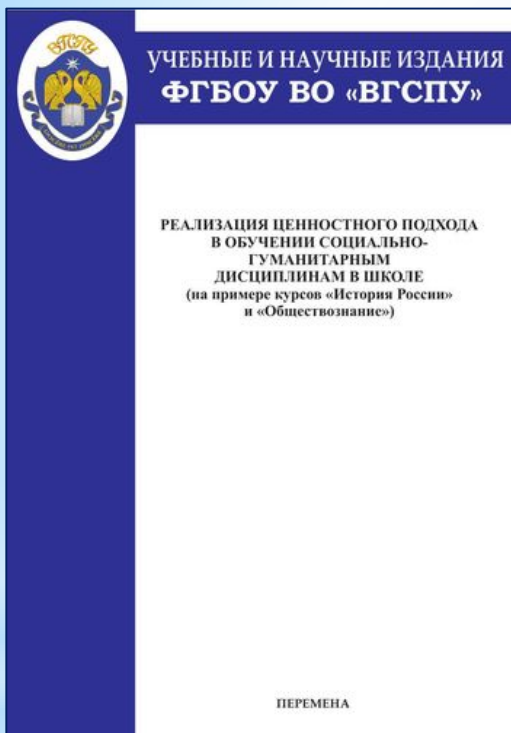 ВГСПУ
УЧЕБНЫЕ И НАУЧНЫЕ ИЗДАНИЯ
ФГБОУ ВО «ВГСПУ»
РЕАЛИЗАЦИЯ ЦЕННОСТНОГО ПОДХОДА
В ОБУЧЕНИИ СОЦИАЛЬНО-
ГУМАНИТАРНЫМ
ДИСЦИПЛИНАМ В ШКОЛЕ
(на примере курсов «История России»
и «Обществознание»)
ПЕРЕМЕНА